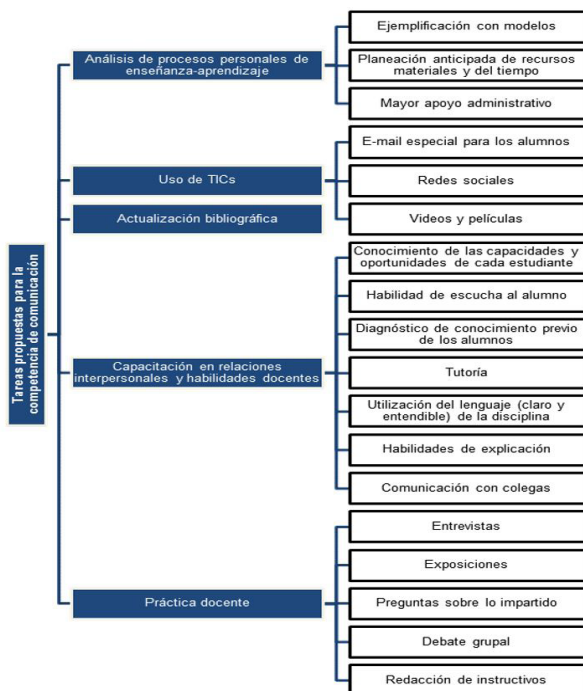 Tareas propuestas para la
competencia de comunicación
Análisis de procesos personales de
enseñanza-aprendizaje
Ejemplificación con modelos
Planeación anticipada de recursos
materiales y del tiempo
Mayor apoyo administrativo
Uso de TICs
E-mail especial para los alumnos
Redes sociales
Videos y películas
Actualización bibliográfica
Capacitación en relaciones
interpersonales y habilidades docentes
Conocimiento de las capacidades y
oportunidades de cada estudiante
Habilidad de escucha al alumno
Diagnóstico de conocimiento previo
de los alumnos
Tutoría
Utilización del lenguaje (claro y
entendible) de la disciplina
Habilidades de explicación
Comunicación con colegas
Práctica docente
Entrevistas
Exposiciones
Preguntas sobre lo impartido
Debate grupal
Redacción de instructivos